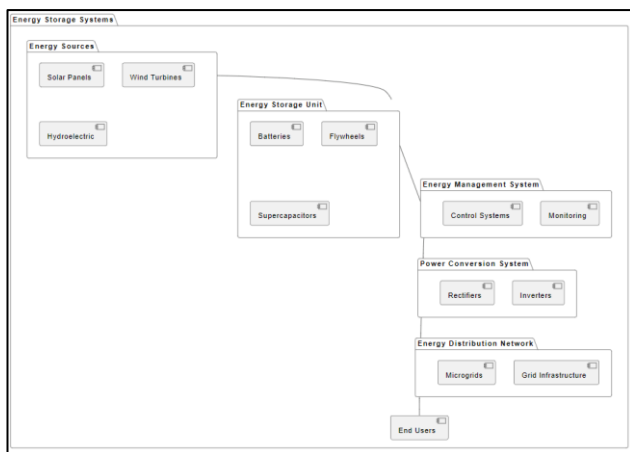 Energy Storage Systems
Energy Sources
Solar Panels
Wind Turbines
Hydroelectric
Energy Storage Unit
Batteries
Flywheels
Supercapacitors
Energy Management System
Control Systems
Monitoring
Power Conversion System
Rectifiers
Inverters
Energy Distribution Network
Microgrids
Grid Infrastructure
End Users